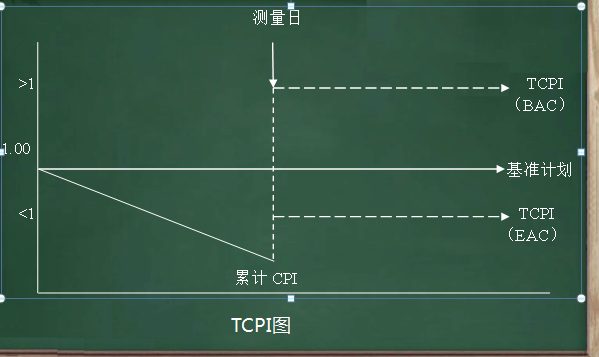 测量日
>1
TCPI
（BAC）
1.00
基准计划
<1
TCPI
（EAC）
累计 CPI
TCPI图